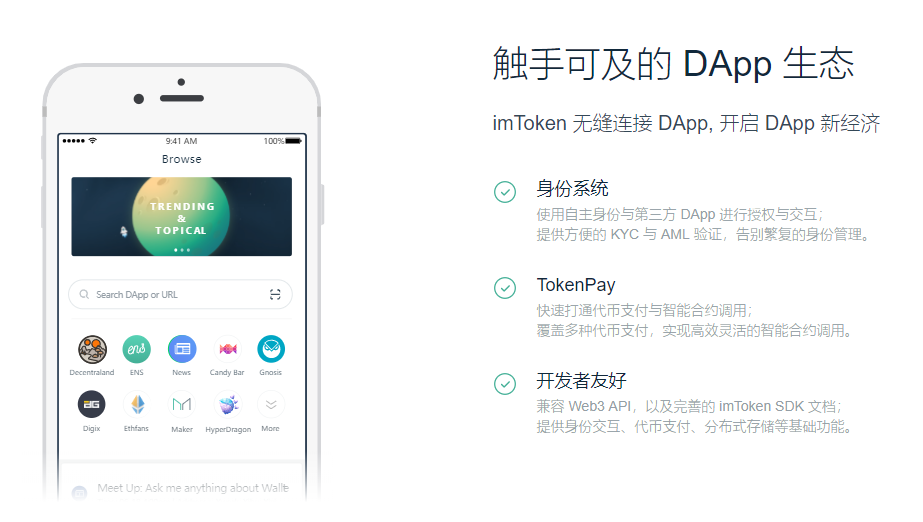 9:41 AM
100%
Browse
TRENDING
&
TOPICAL
Search DApp or URL
Decentraland
ENS
News
Candy Bar
Gnosis
Digix
Ethfans
Maker
HyperDragon
More
Meet Up: Ask me anything about Walle
触手可及的 DApp 生态
imToken 无缝连接 DApp, 开启 DApp 新经济
身份系统
使用自主身份与第三方 DApp 进行授权与交互；
提供方便的 KYC 与 AML 验证，告别繁复的身份管理。
TokenPay
快速打通代币支付与智能合约调用；
覆盖多种代币支付，实现高效灵活的智能合约调用。
开发者友好
兼容 Web3 API，以及完善的 imToken SDK 文档；
提供身份交互、代币支付、分布式存储等基础功能。